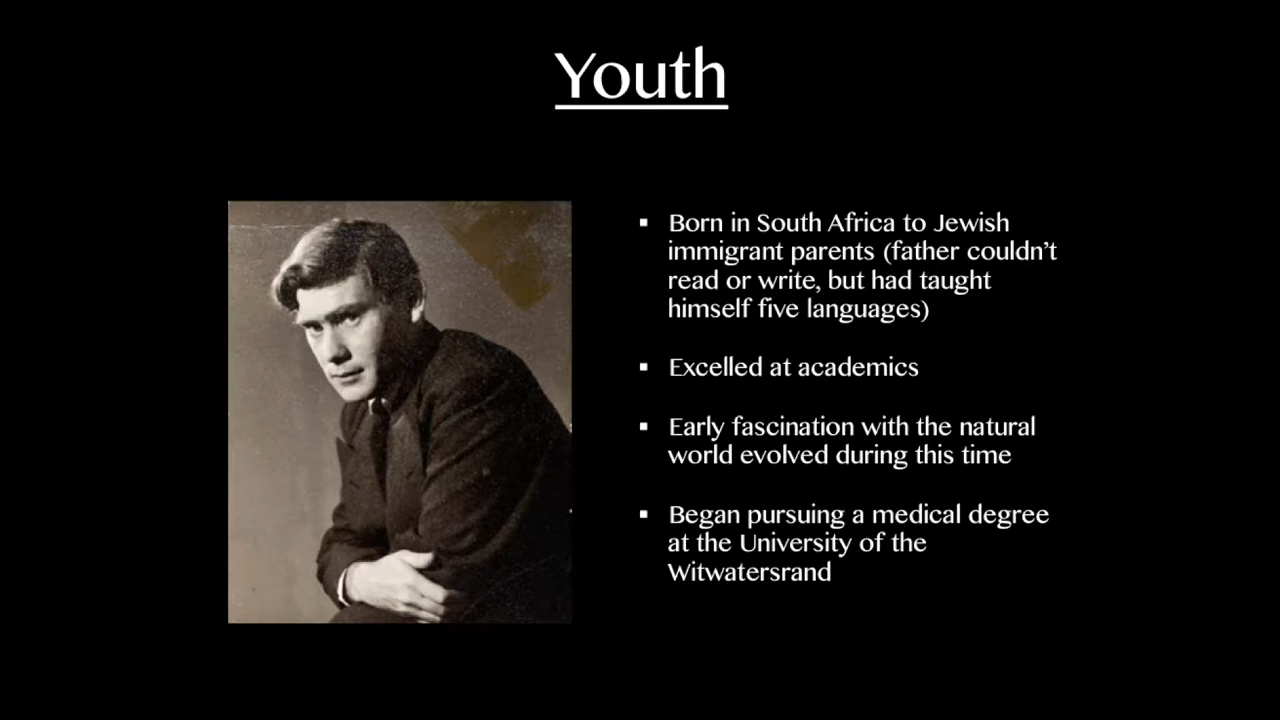 Youth
▪ Born in South Africa to Jewish
immigrant parents (father couldn’t
read or write, but had taught
himself five languages)
▪ Excelled at academics
▪ Early fascination with the natural
world evolved during this time
▪ Began pursuing a medical degree
at the University of the
Witwatersrand